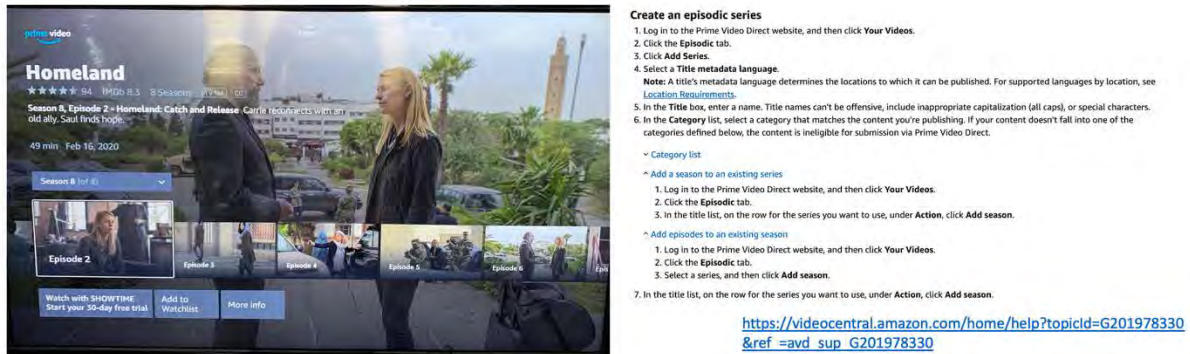 prime video
Homeland
94 IMDb 8.3 8 Seasons
Season 8, Episode 2 - Homeland: Catch and Release Carrie reconnects with an
old ally. Saul finds hope.
49 min Feb 16, 2020
Season 8 (of 8)
Episode 2
Episode 3
Episode 4
Episode 5
Episode 6
Epis
Watch with SHOWTIME
Start your 30-day free trial
Add to
Watchlist
More info
Create an episodic series
1. Log in to the Prime Video Direct website, and then click Your Videos.
2. Click the Episodic tab.
3. Click Add Series.
4. Select a Title metadata language.
Note: A title's metadata language determines the locations to which it can be published. For supported languages by location, see
Location Requirements.
5. In the Title box, enter a name. Title names can't be offensive, include inappropriate capitalization (all caps), or special characters.
6. In the Category list, select a category that matches the content you're publishing. If your content doesn't fall into one of the
categories defined below, the content is ineligible for submission via Prime Video Direct.
Category list
Add a season to an existing series
1. Log in to the Prime Video Direct website, and then click Your Videos.
2. Click the Episodic tab.
3. In the title list, on the row for the series you want to use, under Action, click Add season.
Add episodes to an existing season
1. Log in to the Prime Video Direct website, and then click Your Videos.
2. Click the Episodic tab.
3. Select a series, and then click Add season.
7. In the title list, on the row for the series you want to use, under Action, click Add season.
https://videocentral.amazon.com/home/help?topicId=G201978330
&ref_=avd_sup_G201978330